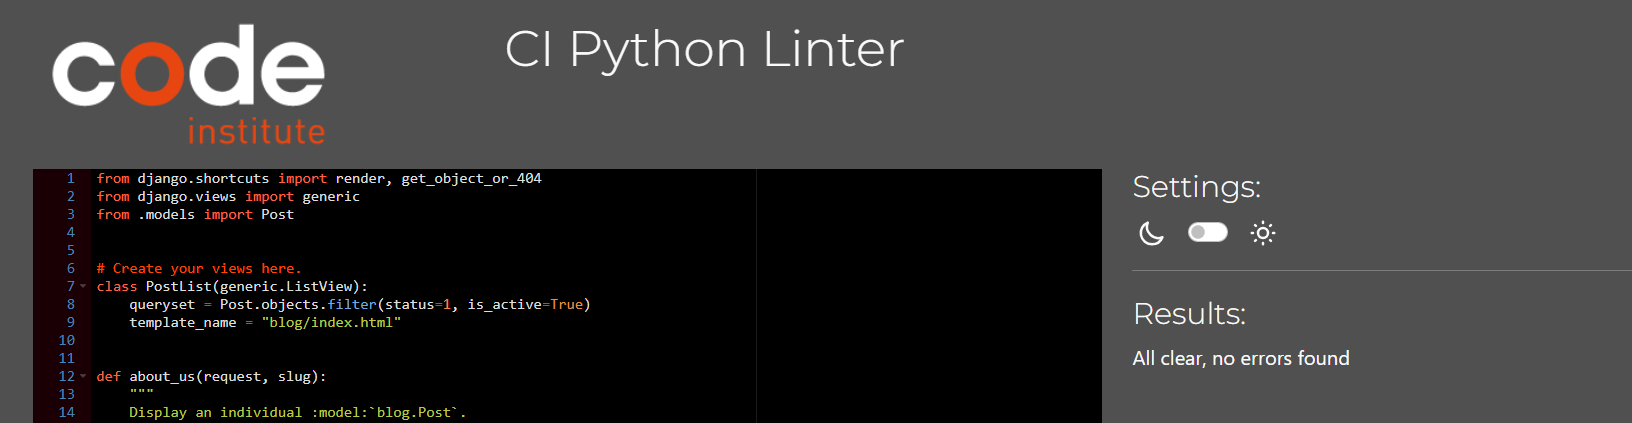 code
institute
CI Python Linter
1 from django.shortcuts import render, get_object_or_404
2 from django.views import generic
3 from .models import Post
4
5
6 # Create your views here.
7 class PostList(generic.ListView):
8     queryset = Post.objects.filter(status=1, is_active=True)
9     template_name = "blog/index.html"
10
11
12 def about_us(request, slug):
13     """
14     Display an individual :model:`blog.Post`.
Settings:
Results:
All clear, no errors found